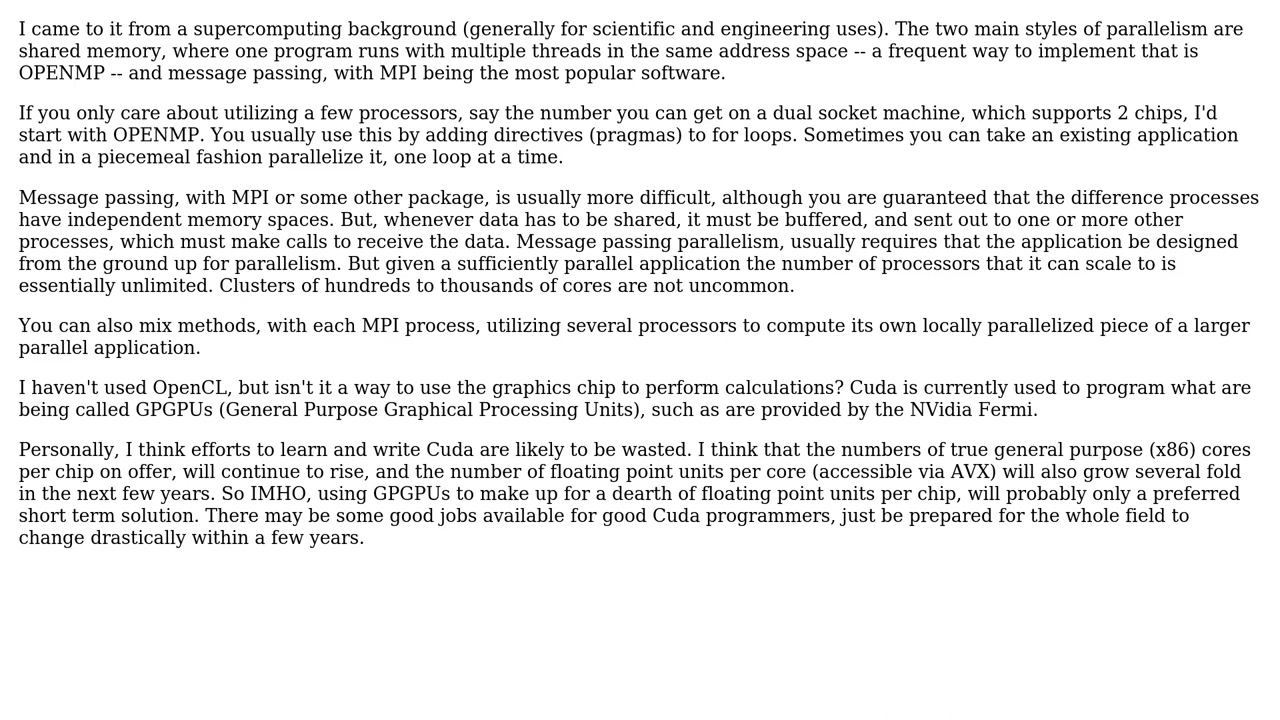 I came to it from a supercomputing background (generally for scientific and engineering uses). The two main styles of parallelism are
shared memory, where one program runs with multiple threads in the same address space -- a frequent way to implement that is
OPENMP -- and message passing, with MPI being the most popular software.
If you only care about utilizing a few processors, say the number you can get on a dual socket machine, which supports 2 chips, I'd
start with OPENMP. You usually use this by adding directives (pragmas) to for loops. Sometimes you can take an existing application
and in a piecemeal fashion parallelize it, one loop at a time.
Message passing, with MPI or some other package, is usually more difficult, although you are guaranteed that the difference processes
have independent memory spaces. But, whenever data has to be shared, it must be buffered, and sent out to one or more other
processes, which must make calls to receive the data. Message passing parallelism, usually requires that the application be designed
from the ground up for parallelism. But given a sufficiently parallel application the number of processors that it can scale to is
essentially unlimited. Clusters of hundreds to thousands of cores are not uncommon.
You can also mix methods, with each MPI process, utilizing several processors to compute its own locally parallelized piece of a larger
parallel application.
I haven't used OpenCL, but isn't it a way to use the graphics chip to perform calculations? Cuda is currently used to program what are
being called GPGPUs (General Purpose Graphical Processing Units), such as are provided by the NVidia Fermi.
Personally, I think efforts to learn and write Cuda are likely to be wasted. I think that the numbers of true general purpose (x86) cores
per chip on offer, will continue to rise, and the number of floating point units per core (accessible via AVX) will also grow several fold
in the next few years. So IMHO, using GPGPUs to make up for a dearth of floating point units per chip, will probably only a preferred
short term solution. There may be some good jobs available for good Cuda programmers, just be prepared for the whole field to
change drastically within a few years.